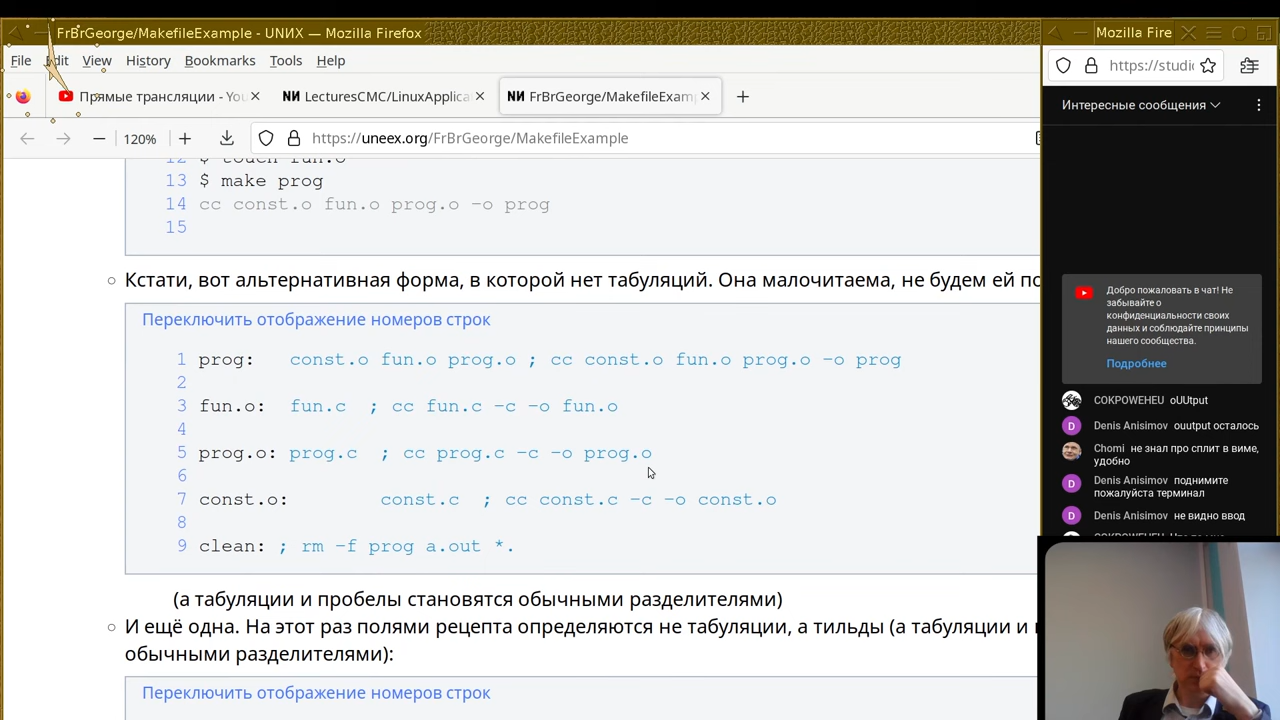 FrBrGeorge/MakefileExample - UNИX — Mozilla Firefox
Mozilla Fire
File Edit View History Bookmarks Tools Help
https://studi
Прямые трансляции - You
LecturesCMC/LinuxApplica
FrBrGeorge/MakefileExam
Интересные сообщения
120%
https://uneex.org/FrBrGeorge/MakefileExample
12 $ touch fun.o
13 $ make prog
14 cc const.o fun.o prog.o -o prog
15
Кстати, вот альтернативная форма, в которой нет табуляций. Она малочитаема, не будем ей по
Переключить отображение номеров строк
1 prog: const.o fun.o prog.o ; cc const.o fun.o prog.o -o prog
2
3 fun.o: fun.c ; cc fun.c -c -o fun.o
4
5 prog.o: prog.c ; cc prog.c -c -o prog.o
6
7 const.o: const.c ; cc const.c -c -o const.o
8
9 clean: ; rm -f prog a.out *.
(а табуляции и пробелы становятся обычными разделителями)
И ещё одна. На этот раз полями рецепта определяются не табуляции, а тильды (а табуляции и
обычными разделителями):
Переключить отображение номеров строк
Добро пожаловать в чат! Не
забывайте о
конфиденциальности своих
данных и соблюдайте принципы
нашего сообщества.
Подробнее
COKPOWEHEU oUUtput
D Denis Anisimov ouutput осталось
Chomi не знал про сплит в виме,
удобно
D Denis Anisimov поднимите
пожалуйста терминал
D Denis Anisimov не видно ввод